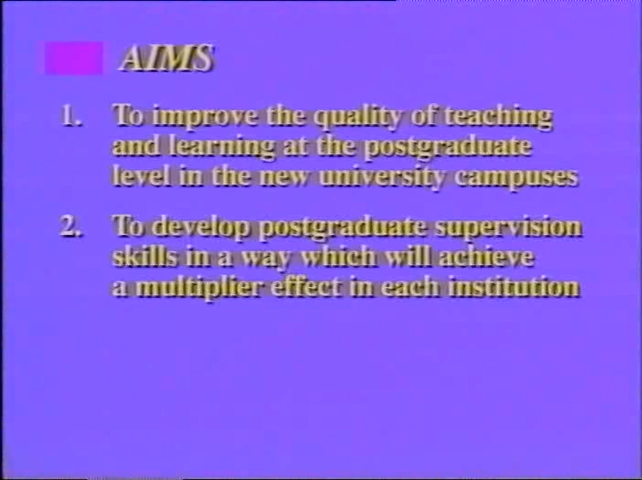 AIMS
1. To improve the quality of teaching
and learning at the postgraduate
level in the new university campuses
2. To develop postgraduate supervision
skills in a way which will achieve
a multiplier effect in each institution